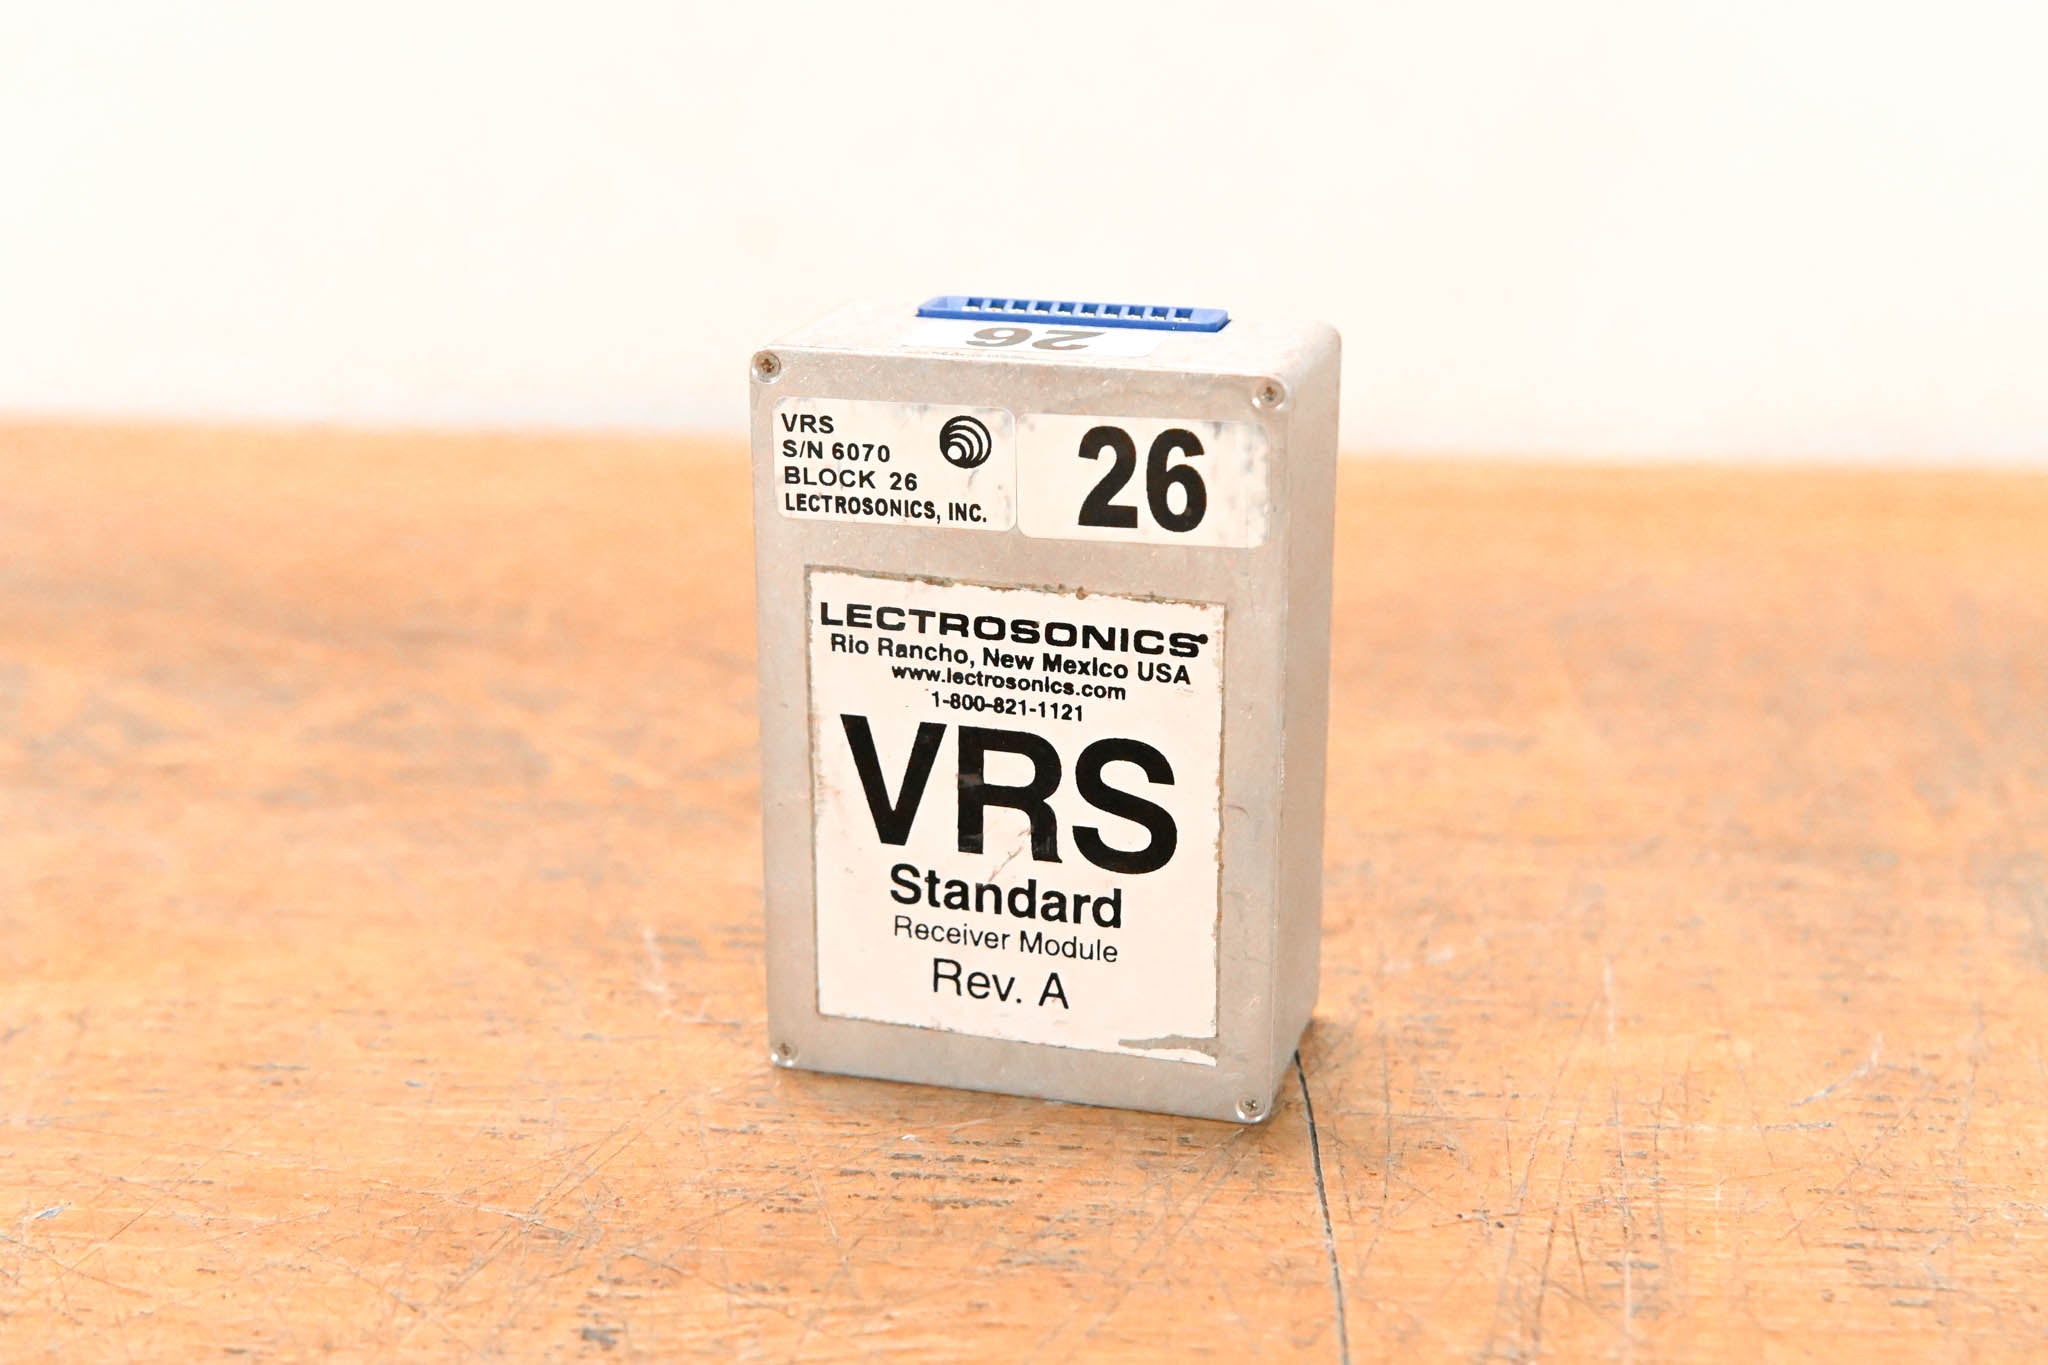 26
VRS
S/N 6070
BLOCK 26
LECTROSONICS, INC.
26
LECTROSONICS
Rio Rancho, New Mexico USA
www.lectrosonics.com
1-800-821-1121
VRS
Standard
Receiver Module
Rev. A